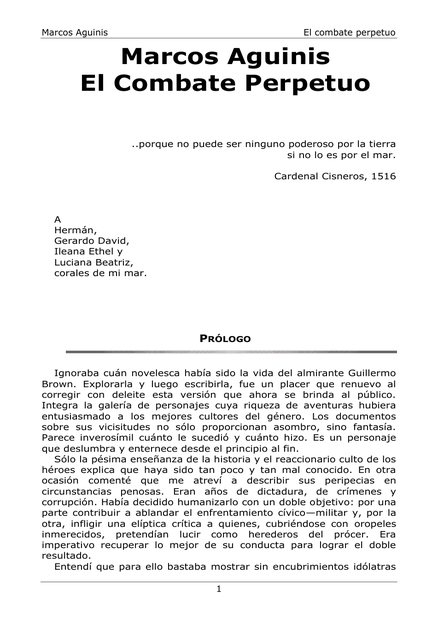 Marcos Aguinis El combate perpetuo
Marcos Aguinis
El Combate Perpetuo
..porque no puede ser ninguno poderoso por la tierra
si no lo es por el mar.
Cardenal Cisneros, 1516
A
Hermán,
Gerardo David,
Ileana Ethel y
Luciana Beatriz,
corales de mi mar.
PRÓLOGO
Ignoraba cuán novelesca había sido la vida del almirante Guillermo
Brown. Explorarla y luego escribirla, fue un placer que renuevo al
corregir con deleite esta versión que ahora se brinda al público.
Integra la galería de personajes cuya riqueza de aventuras hubiera
entusiasmado a los mejores cultores del género. Los documentos
sobre sus vicisitudes no sólo proporcionan asombro, sino fantasía.
Parece inverosímil cuánto le sucedió y cuánto hizo. Es un personaje
que deslumbra y enternece desde el principio al fin.
Sólo la pésima enseñanza de la historia y el reaccionario culto de los
héroes explica que haya sido tan poco y tan mal conocido. En otra
ocasión comenté que me atreví a describir sus peripecias en
circunstancias penosas. Eran años de dictadura, de crímenes y
corrupción. Había decidido humanizarlo con un doble objetivo: por una
parte contribuir a ablandar el enfrentamiento cívico—militar y, por la
otra, infligir una elíptica crítica a quienes, cubriéndose con oropeles
inmerecidos, pretendían lucir como herederos del prócer. Era
imperativo recuperar lo mejor de su conducta para lograr el doble
resultado.
Entendí que para ello bastaba mostrar sin encubrimientos idólatras
1